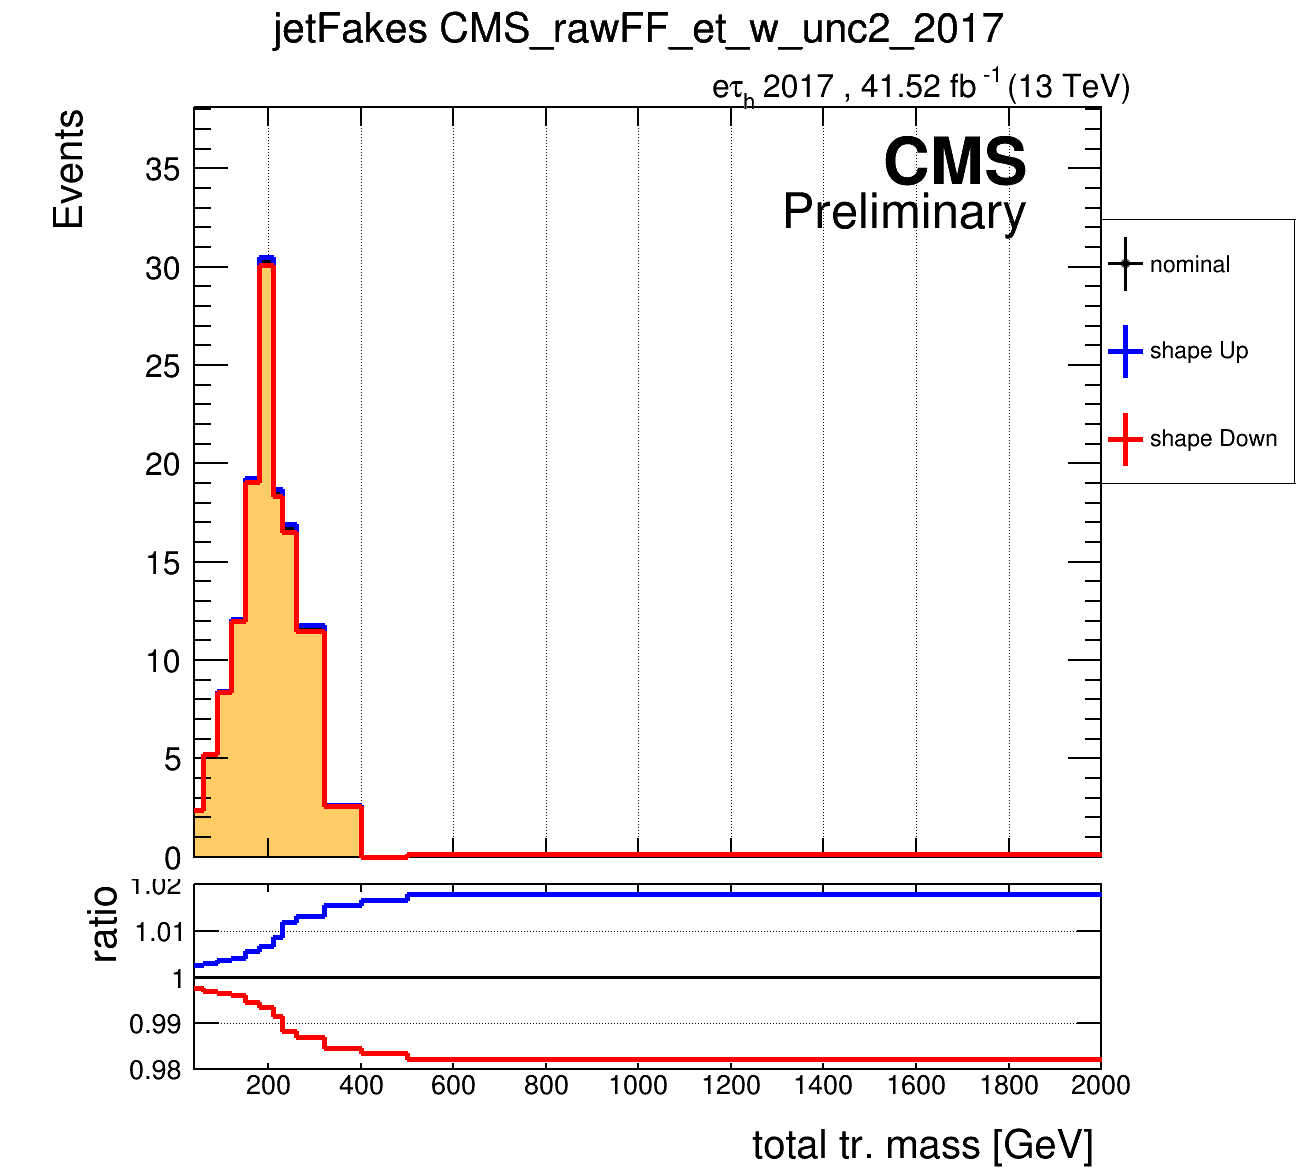 jetFakes CMS_rawFF_et_w_unc2_2017
eτh 2017 , 41.52 fb -1 (13 TeV)
Events
CMS
Preliminary
35
30
25
20
15
10
5
0
nominal
shape Up
shape Down
ratio
1.02
1.01
1
0.99
0.98
200 400 600 800 1000 1200 1400 1600 1800 2000
total tr. mass [GeV]